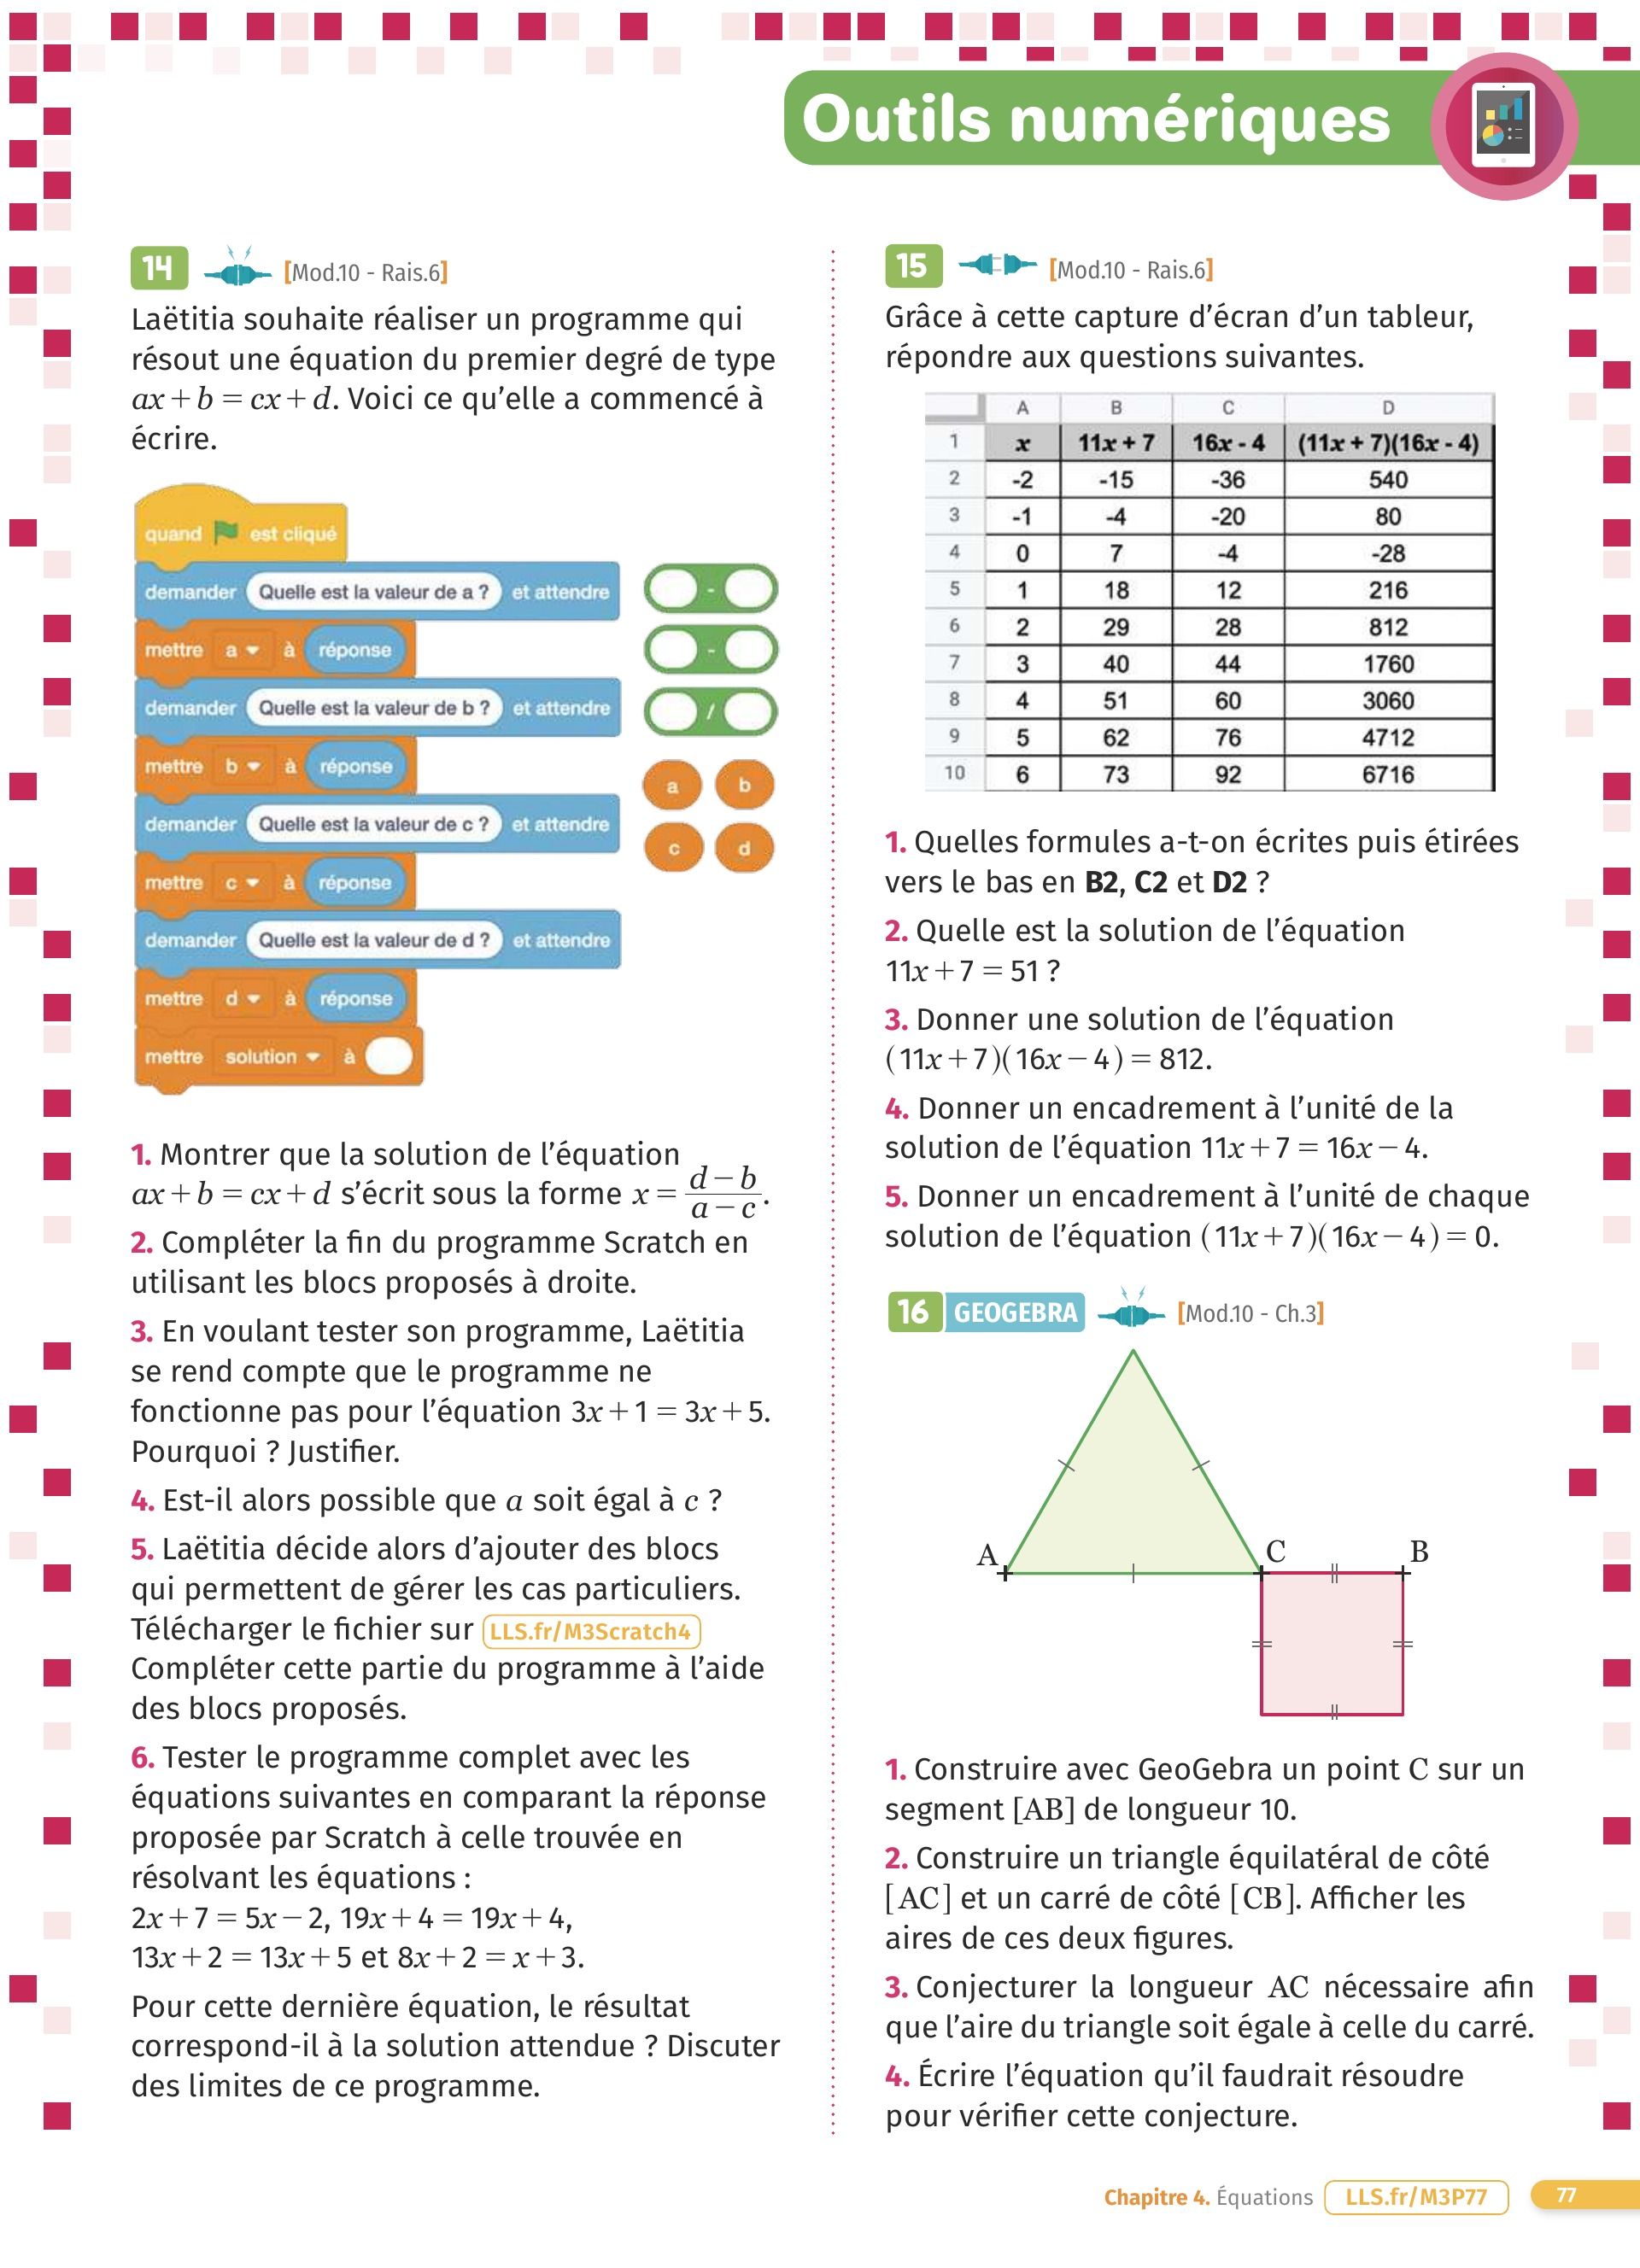 Outils numériques
14 [Mod.10 - Rais.6]
Laëtitia souhaite réaliser un programme qui
résout une équation du premier degré de type
ax + b = cx + d. Voici ce qu'elle a commencé à
écrire.
quand est cliqué
demander Quelle est la valeur de a ? et attendre
mettre a à réponse
demander Quelle est la valeur de b ? et attendre
mettre b à réponse
demander Quelle est la valeur de c ? et attendre
mettre c à réponse
demander Quelle est la valeur de d ? et attendre
mettre d à réponse
mettre solution à
-
-
/
a b
c d
1. Montrer que la solution de l'équation
ax + b = cx + d s'écrit sous la forme x = (d − b)/(a − c).
2. Compléter la fin du programme Scratch en
utilisant les blocs proposés à droite.
3. En voulant tester son programme, Laëtitia
se rend compte que le programme ne
fonctionne pas pour l'équation 3x + 1 = 3x + 5.
Pourquoi ? Justifier.
4. Est-il alors possible que a soit égal à c ?
5. Laëtitia décide alors d'ajouter des blocs
qui permettent de gérer les cas particuliers.
Télécharger le fichier sur LLS.fr/M3Scratch4
Compléter cette partie du programme à l'aide
des blocs proposés.
6. Tester le programme complet avec les
équations suivantes en comparant la réponse
proposée par Scratch à celle trouvée en
résolvant les équations :
2x + 7 = 5x − 2, 19x + 4 = 19x + 4,
13x + 2 = 13x + 5 et 8x + 2 = x + 3.
Pour cette dernière équation, le résultat
correspond-il à la solution attendue ? Discuter
des limites de ce programme.
15 [Mod.10 - Rais.6]
Grâce à cette capture d'écran d'un tableur,
répondre aux questions suivantes.
A B C D
1 x 11x + 7 16x - 4 (11x + 7)(16x - 4)
2 -2 -15 -36 540
3 -1 -4 -20 80
4 0 7 -4 -28
5 1 18 12 216
6 2 29 28 812
7 3 40 44 1760
8 4 51 60 3060
9 5 62 76 4712
10 6 73 92 6716
1. Quelles formules a-t-on écrites puis étirées
vers le bas en B2, C2 et D2 ?
2. Quelle est la solution de l'équation
11x + 7 = 51 ?
3. Donner une solution de l'équation
(11x + 7)(16x − 4) = 812.
4. Donner un encadrement à l'unité de la
solution de l'équation 11x + 7 = 16x − 4.
5. Donner un encadrement à l'unité de chaque
solution de l'équation (11x + 7)(16x − 4) = 0.
16 GEOGEBRA [Mod.10 - Ch.3]
A C B
1. Construire avec GeoGebra un point C sur un
segment [AB] de longueur 10.
2. Construire un triangle équilatéral de côté
[AC] et un carré de côté [CB]. Afficher les
aires de ces deux figures.
3. Conjecturer la longueur AC nécessaire afin
que l'aire du triangle soit égale à celle du carré.
4. Écrire l'équation qu'il faudrait résoudre
pour vérifier cette conjecture.
Chapitre 4. Équations LLS.fr/M3P77 77